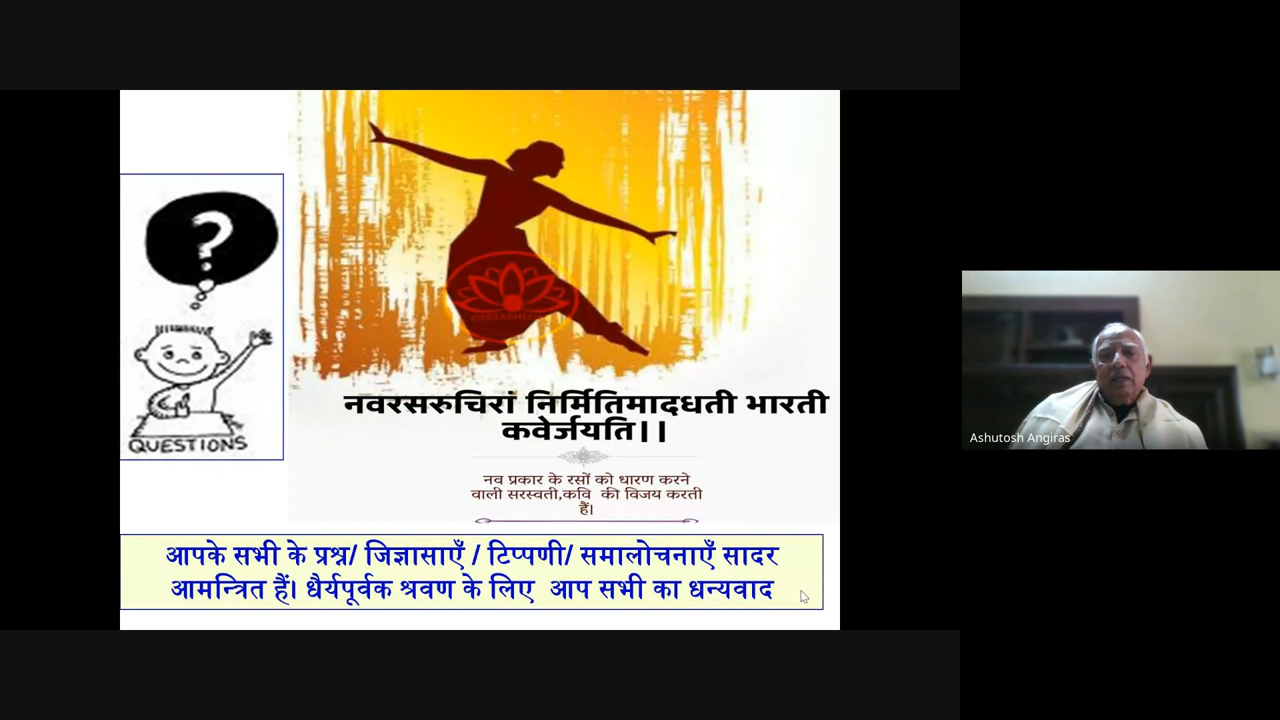 QUESTIONS
नवरसरुचिरां निर्मितिमादधती भारती
कवेर्जयति।।
नव प्रकार के रसों को धारण करने
वाली सरस्वती,कवि की विजय करती
हैं।
आपके सभी के प्रश्न/ जिज्ञासाएँ / टिप्पणी/ समालोचनाएँ सादर
आमन्त्रित हैं। धैर्यपूर्वक श्रवण के लिए आप सभी का धन्यवाद
Ashutosh Angiras